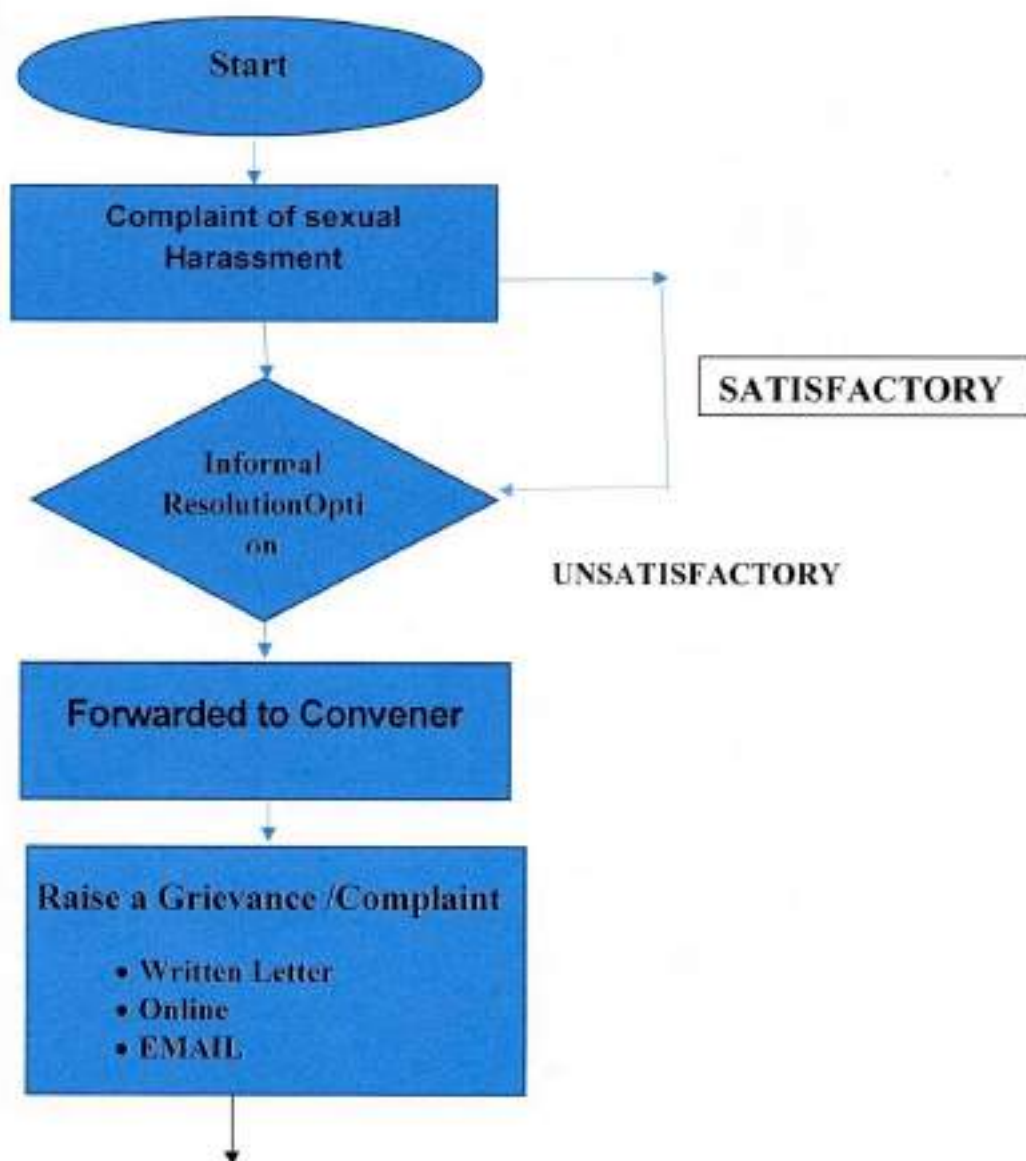 Start
Complaint of sexual
Harassment
SATISFACTORY
Informal
ResolutionOpti
on
UNSATISFACTORY
Forwarded to Convener
Raise a Grievance /Complaint
• Written Letter
• Online
• EMAIL